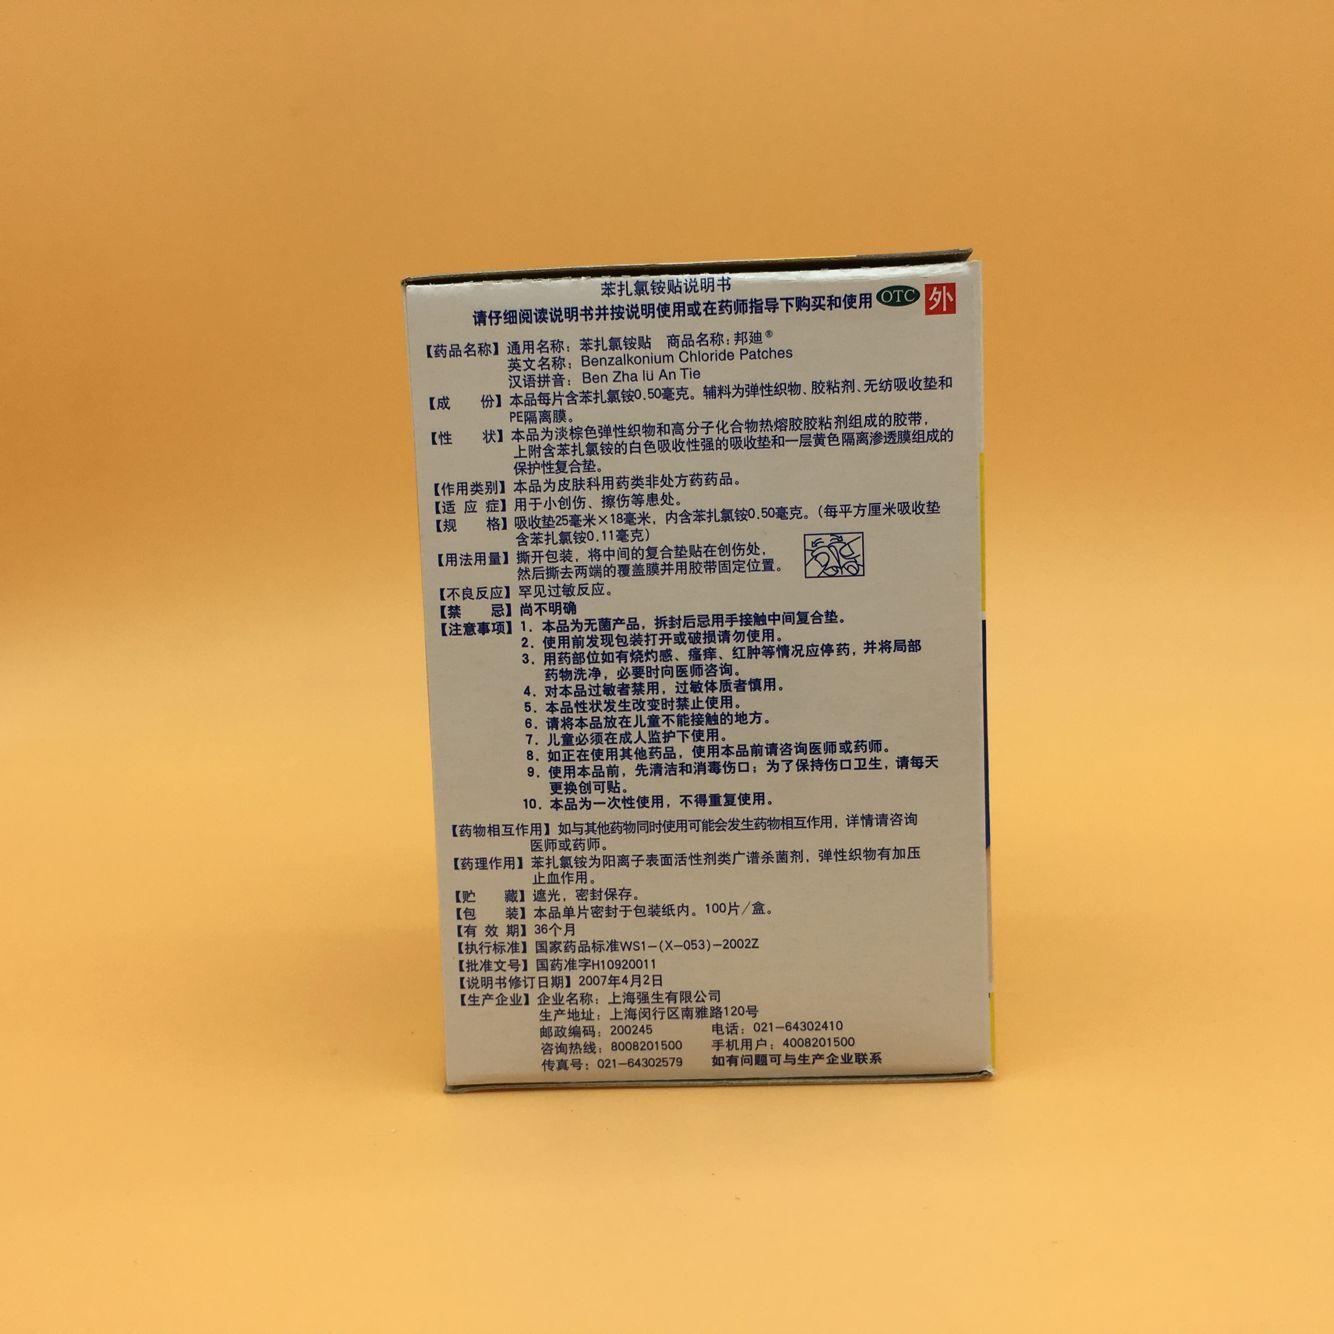 苯扎氯铵贴说明书
请仔细阅读说明书并按说明使用或在药师指导下购买和使用 OTC 外
【药品名称】通用名称：苯扎氯铵贴 商品名称：邦廸®
英文名称：Benzalkonium Chloride Patches
汉语拼音：Ben Zha lü An Tie
【成 份】本品每片含苯扎氯铵0.50毫克。辅料为弹性织物、胶粘剂、无纺吸收垫和
PE隔离膜。
【性 状】本品为淡棕色弹性织物和高分子化合物热熔胶胶粘剂组成的胶带，
上附含苯扎氯铵的白色吸收性强的吸收垫和一层黄色隔离渗透膜组成的
保护性复合垫。
【作用类别】本品为皮肤科用药类非处方药药品。
【适 应 症】用于小创伤、擦伤等患处。
【规 格】吸收垫25毫米×18毫米，内含苯扎氯铵0.50毫克。（每平方厘米吸收垫
含苯扎氯铵0.11毫克）
【用法用量】撕开包装，将中间的复合垫贴在创伤处，
然后撕去两端的覆盖膜并用胶带固定位置。
【不良反应】罕见过敏反应。
【禁 忌】尚不明确
【注意事项】1．本品为无菌产品，拆封后忌用手接触中间复合垫。
2．使用前发现包装打开或破损请勿使用。
3．用药部位如有烧灼感、瘙痒、红肿等情况应停药，并将局部
药物洗净，必要时向医师咨询。
4．对本品过敏者禁用，过敏体质者慎用。
5．本品性状发生改变时禁止使用。
6．请将本品放在儿童不能接触的地方。
7．儿童必须在成人监护下使用。
8．如正在使用其他药品，使用本品前请咨询医师或药师。
9．使用本品前，先清洁和消毒伤口；为了保持伤口卫生，请每天
更换创可贴。
10．本品为一次性使用，不得重复使用。
【药物相互作用】如与其他药物同时使用可能会发生药物相互作用，详情请咨询
医师或药师。
【药理作用】苯扎氯铵为阳离子表面活性剂类广谱杀菌剂，弹性织物有加压
止血作用。
【贮 藏】遮光，密封保存。
【包 装】本品单片密封于包装纸内。100片／盒。
【有 效 期】36个月
【执行标准】国家药品标准WS1-(X-053)-2002Z
【批准文号】国药准字H10920011
【说明书修订日期】2007年4月2日
【生产企业】企业名称：上海强生有限公司
生产地址：上海闵行区南雅路120号
邮政编码：200245 电话：021-64302410
咨询热线：8008201500 手机用户：4008201500
传真号：021-64302579 如有问题可与生产企业联系